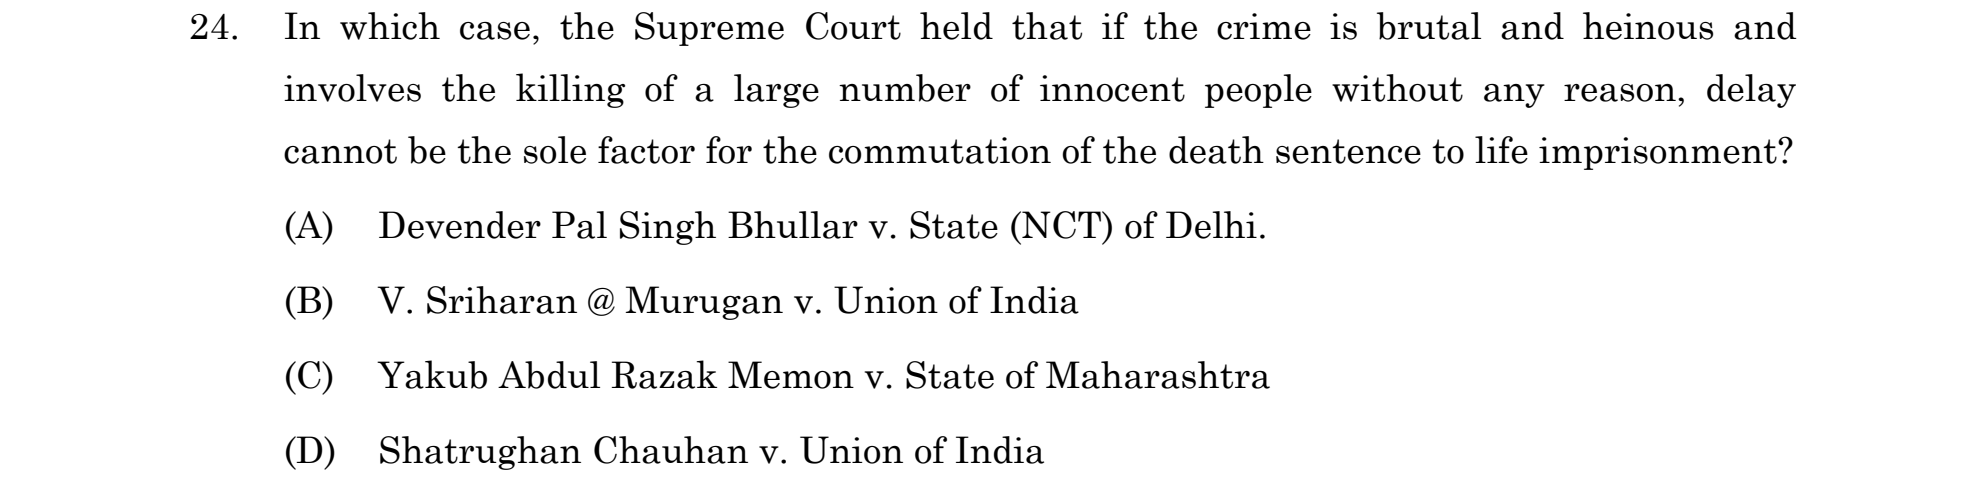 24. In which case, the Supreme Court held that if the crime is brutal and heinous and
involves the killing of a large number of innocent people without any reason, delay
cannot be the sole factor for the commutation of the death sentence to life imprisonment?
(A) Devender Pal Singh Bhullar v. State (NCT) of Delhi.
(B) V. Sriharan @ Murugan v. Union of India
(C) Yakub Abdul Razak Memon v. State of Maharashtra
(D) Shatrughan Chauhan v. Union of India